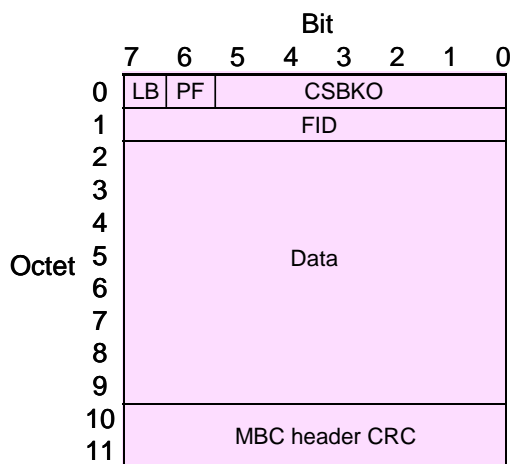 Bit
7 6 5 4 3 2 1 0
0 LB PF CSBKO
1 FID
2
3
4
Octet 5 Data
6
7
8
9
10
MBC header CRC
11